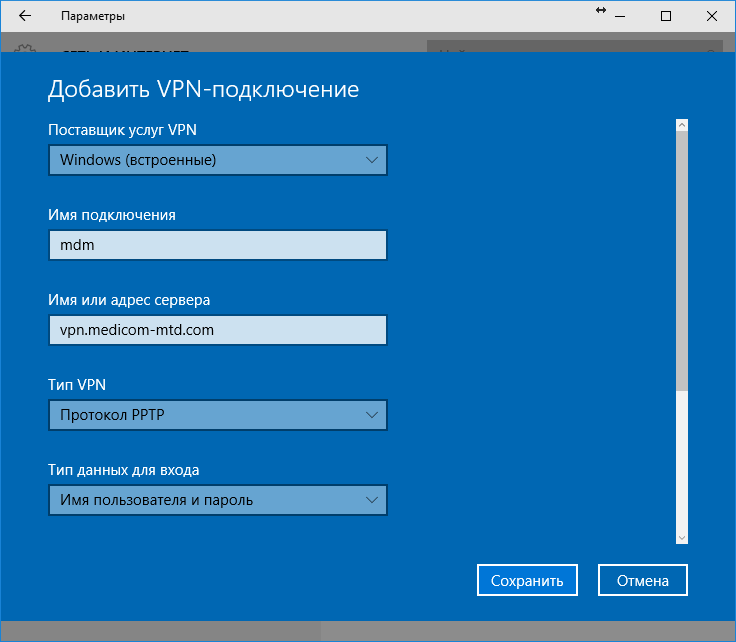 Параметры
Добавить VPN-подключение
Поставщик услуг VPN
Windows (встроенные)
Имя подключения
mdm
Имя или адрес сервера
vpn.medicom-mtd.com
Тип VPN
Протокол PPTP
Тип данных для входа
Имя пользователя и пароль
Сохранить
Отмена